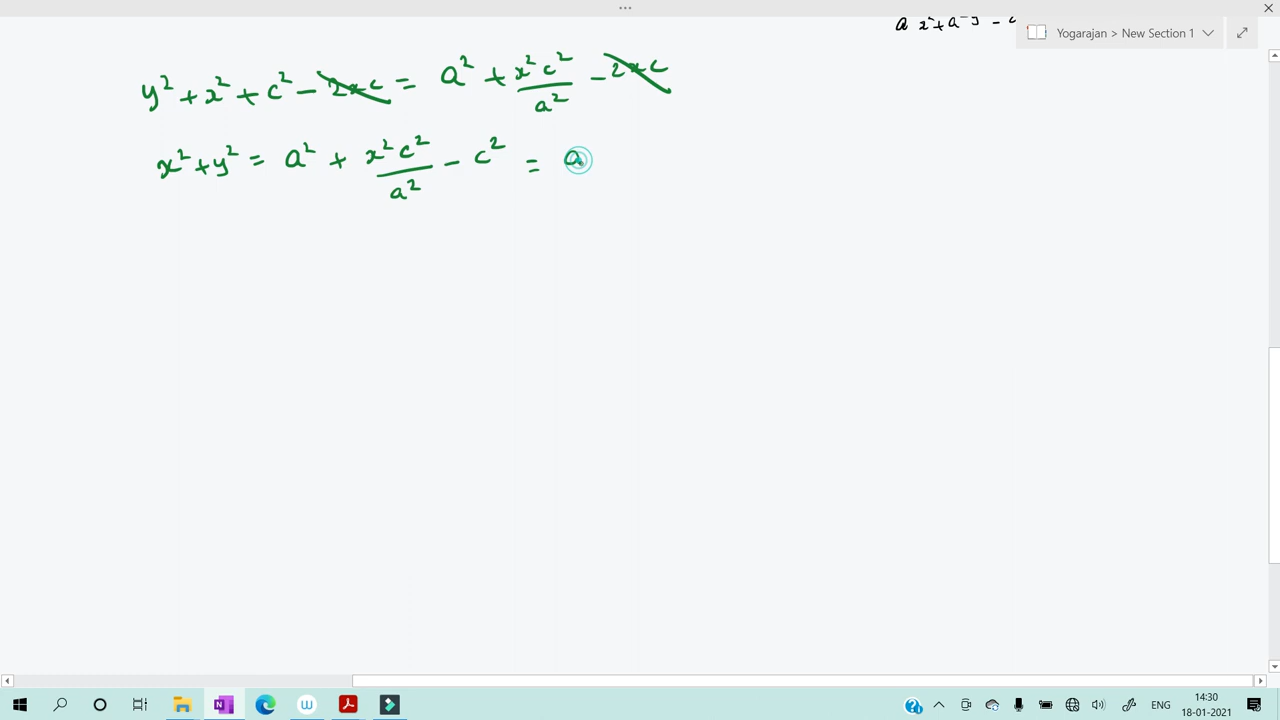 Yogarajan > New Section 1
y² + x² + c² - 2xc = a² + x²c²/a² - 2xc
x² + y² = a² + x²c²/a² - c² = a
ENG
14:30
18-01-2021